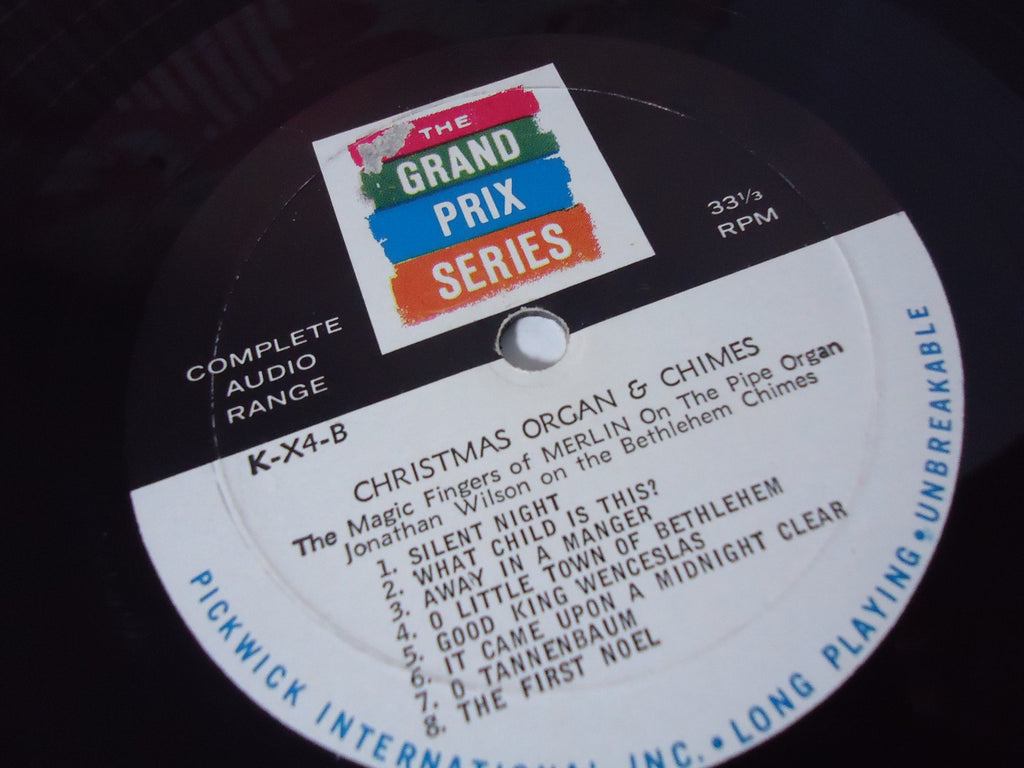 THE
GRAND
PRIX
SERIES
33⅓
RPM
COMPLETE
AUDIO
RANGE
K-X4-B
CHRISTMAS ORGAN & CHIMES
The Magic Fingers of MERLIN On The Pipe Organ
Jonathan Wilson on the Bethlehem Chimes
1. SILENT NIGHT
2. WHAT CHILD IS THIS?
3. AWAY IN A MANGER
4. O LITTLE TOWN OF BETHLEHEM
5. GOOD KING WENCESLAS
6. IT CAME UPON A MIDNIGHT CLEAR
7. O TANNENBAUM
8. THE FIRST NOEL
PICKWICK INTERNATIONAL INC. • LONG PLAYING • UNBREAKABLE